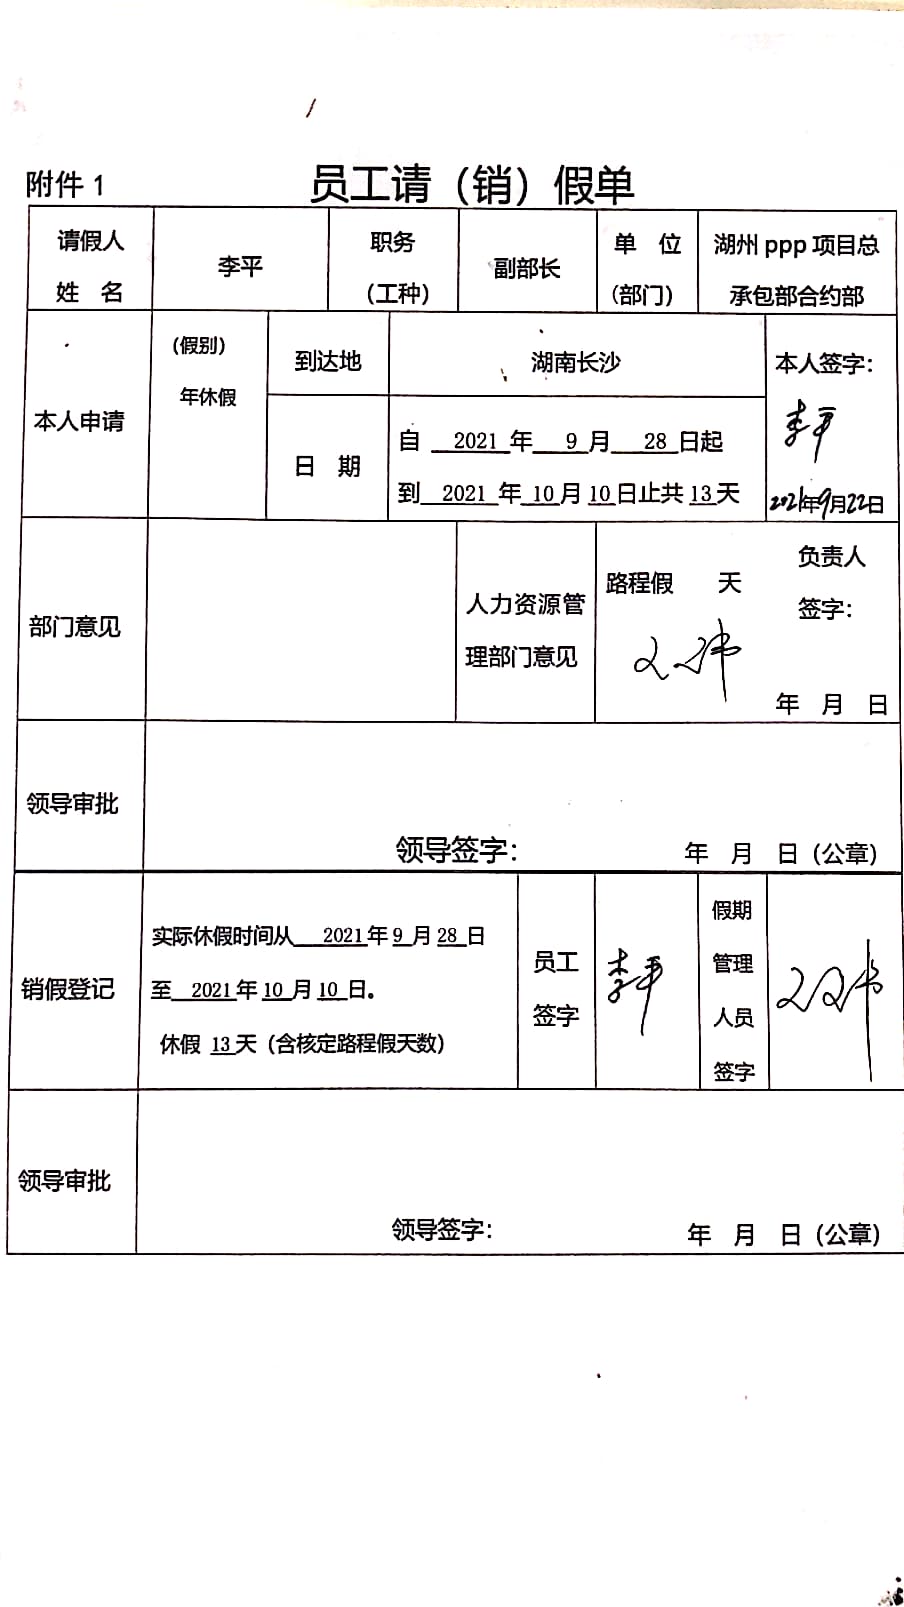 附件 1
员工请（销）假单
请假人
姓 名
李平
职务
（工种）
副部长
单 位
(部门)
湖州 ppp 项目总
承包部合约部
本人申请
（假别）
年休假
到达地
湖南长沙
日 期
自 2021 年 9 月 28 日起
到 2021 年 10 月 10 日止共 13 天
本人签字：
李平
2021年9月22日
部门意见
人力资源管
理部门意见
路程假 天
负责人
签字：
年 月 日
领导审批
领导签字：
年 月 日（公章）
销假登记
实际休假时间从 2021 年 9 月 28 日
至 2021 年 10 月 10 日。
休假 13 天（含核定路程假天数）
员工
签字
李平
假期
管理
人员
签字
领导审批
领导签字：
年 月 日（公章）